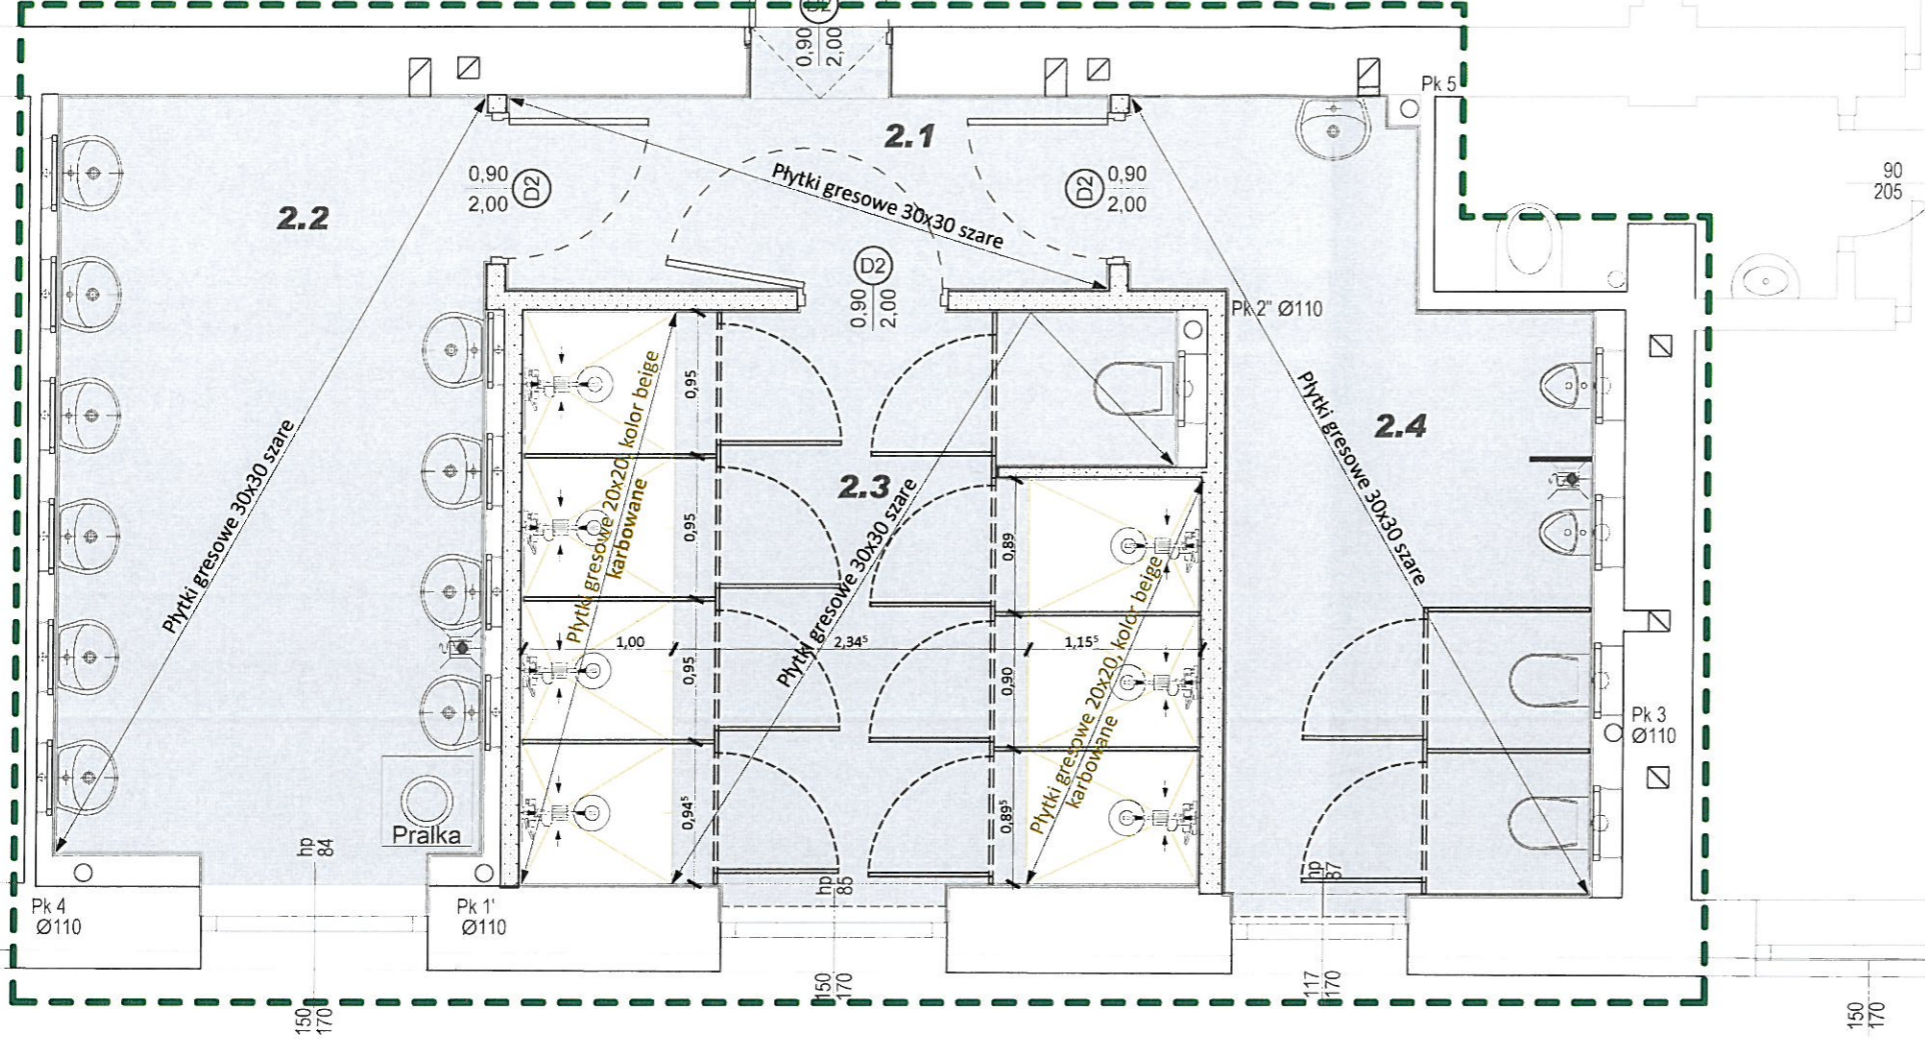 D2
0,90
2,00
Pk 5
2.1
90
205
0,90
2,00
D2
D2
0,90
2,00
2.2
Płytki gresowe 30x30 szare
D2
0,90
2,00
Pk 2" Ø110
Płytki gresowe 30x30 szare
Płytki gresowe 20x20, kolor beige
karbowane
0,95
0,95
0,95
0,94⁵
2.3
Płytki gresowe 30x30 szare
0,89
0,90
0,89⁵
1,00
2,34⁵
1,15⁵
Płytki gresowe 20x20, kolor beige
karbowane
2.4
Płytki gresowe 30x30 szare
Pk 3
Ø110
Pralka
hp
84
hp
85
hp
87
Pk 4
Ø110
Pk 1'
Ø110
150
170
150
170
117
170
150
170